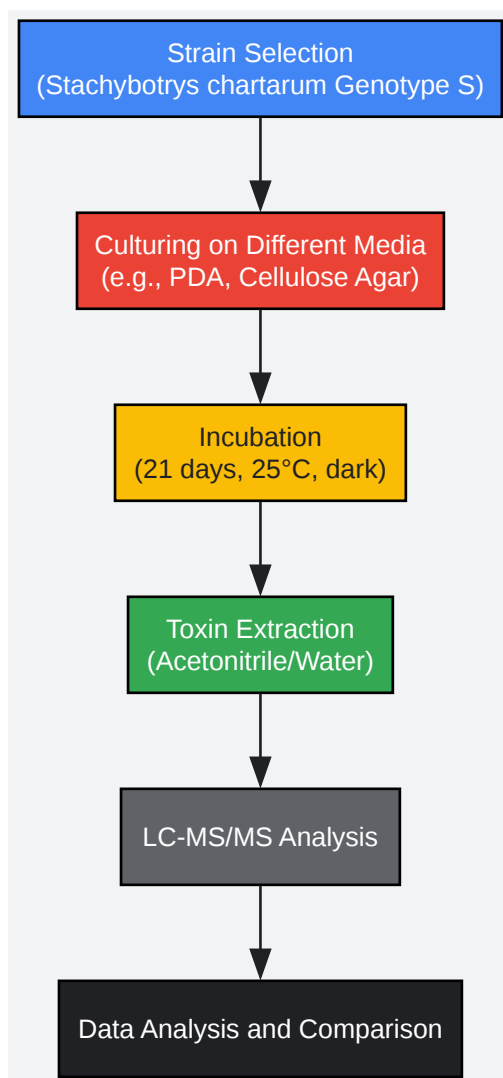 Strain Selection
(Stachybotrys chartarum Genotype S)
Culturing on Different Media
(e.g., PDA, Cellulose Agar)
Incubation
(21 days, 25°C, dark)
Toxin Extraction
(Acetonitrile/Water)
LC-MS/MS Analysis
Data Analysis and Comparison